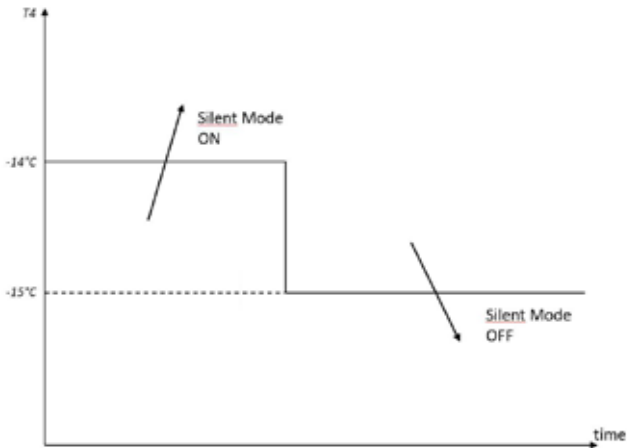 T4
Silent Mode
ON
-14°C
-15°C
Silent Mode
OFF
time